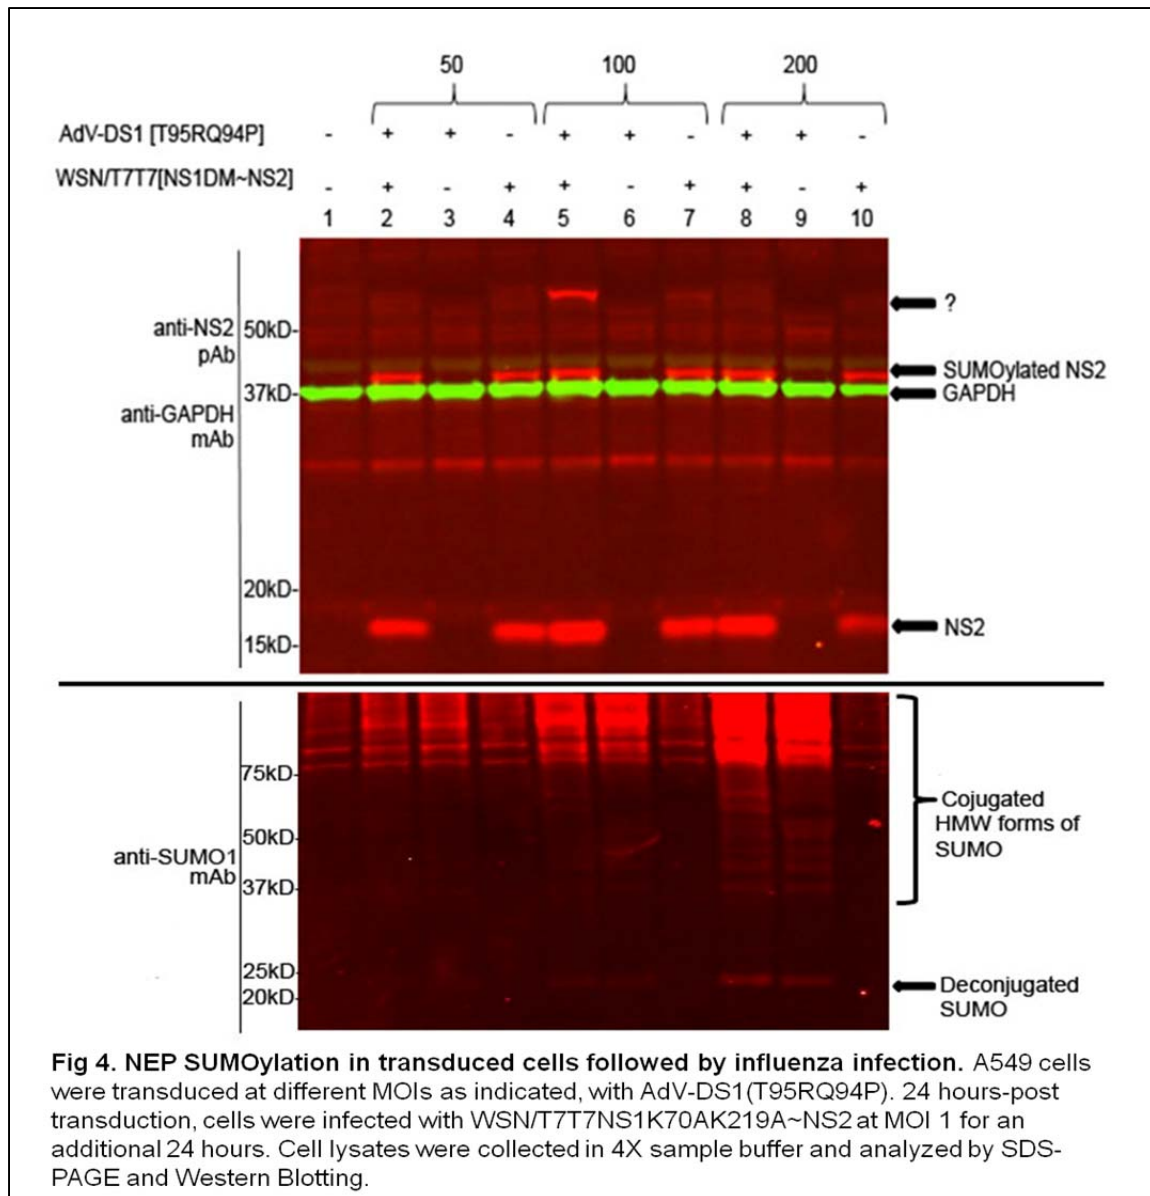 50 100 200
AdV-DS1 [T95RQ94P] - + + - + + - + + -
WSN/T7T7[NS1DM~NS2] - + - + + - + + - +
1 2 3 4 5 6 7 8 9 10
anti-NS2
pAb
anti-GAPDH
mAb
50kD-
37kD-
20kD-
15kD-
?
SUMOylated NS2
GAPDH
NS2
anti-SUMO1
mAb
75kD-
50kD-
37kD-
25kD-
20kD-
Cojugated
HMW forms of
SUMO
Deconjugated
SUMO
Fig 4. NEP SUMOylation in transduced cells followed by influenza infection. A549 cells
were transduced at different MOIs as indicated, with AdV-DS1(T95RQ94P). 24 hours-post
transduction, cells were infected with WSN/T7T7NS1K70AK219A~NS2 at MOI 1 for an
additional 24 hours. Cell lysates were collected in 4X sample buffer and analyzed by SDS-
PAGE and Western Blotting.